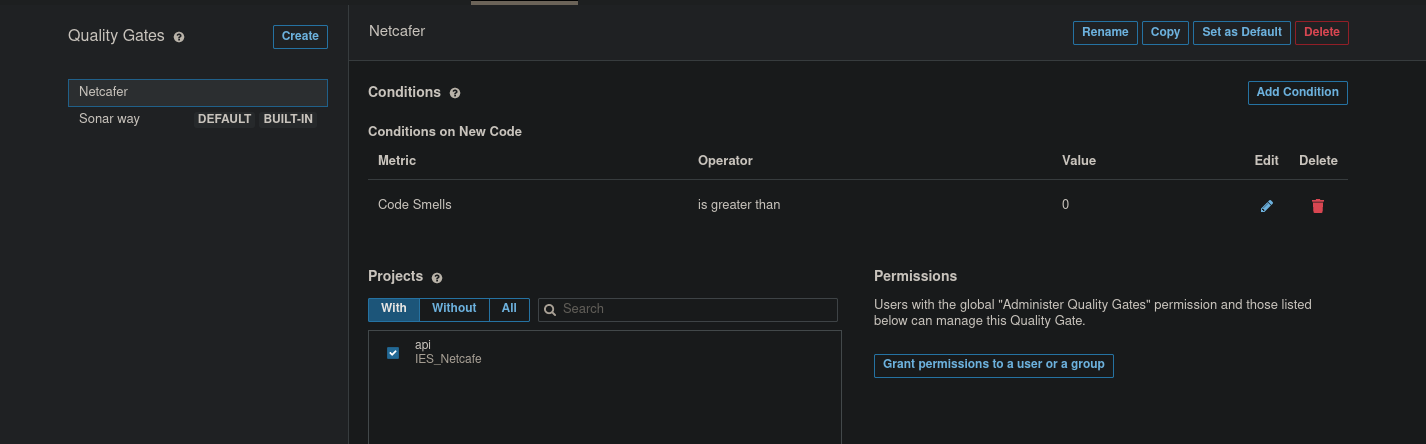 Quality Gates ?
Create
Netcafer
Sonar way DEFAULT BUILT-IN
Netcafer
Rename Copy Set as Default Delete
Conditions ?
Add Condition
Conditions on New Code
Metric Operator Value Edit Delete
Code Smells is greater than 0
Projects ?
With Without All Search
api
IES_Netcafe
Permissions
Users with the global "Administer Quality Gates" permission and those listed
below can manage this Quality Gate.
Grant permissions to a user or a group